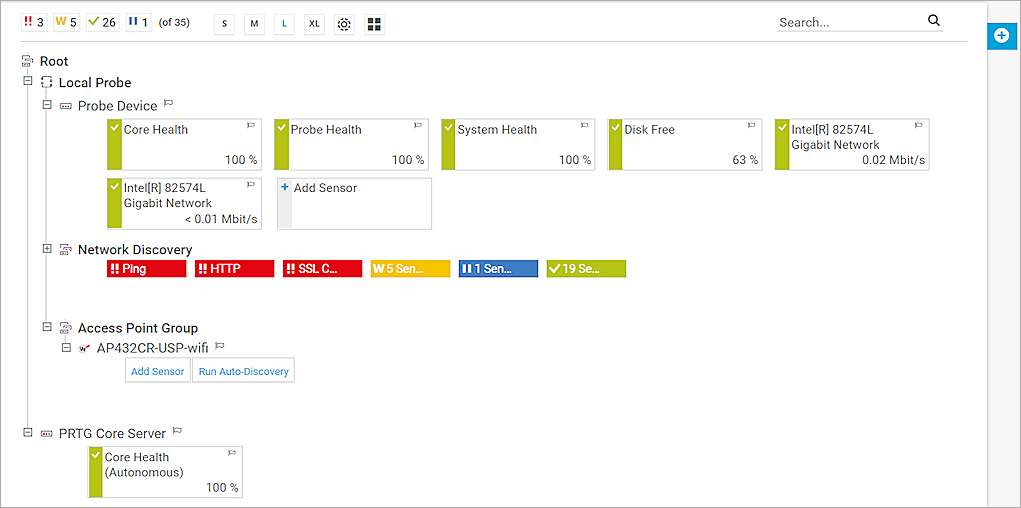 !! 3 W 5 26 1 (of 35) S M L XL Search...
Root
Local Probe
Probe Device
Core Health
100 %
Probe Health
100 %
System Health
100 %
Disk Free
63 %
Intel[R] 82574L
Gigabit Network
0.02 Mbit/s
Intel[R] 82574L
Gigabit Network
< 0.01 Mbit/s
+ Add Sensor
Network Discovery
!! Ping !! HTTP !! SSL C... W 5 Sen... 1 Sen... 19 Se...
Access Point Group
AP432CR-USP-wifi
Add Sensor Run Auto-Discovery
PRTG Core Server
Core Health
(Autonomous)
100 %